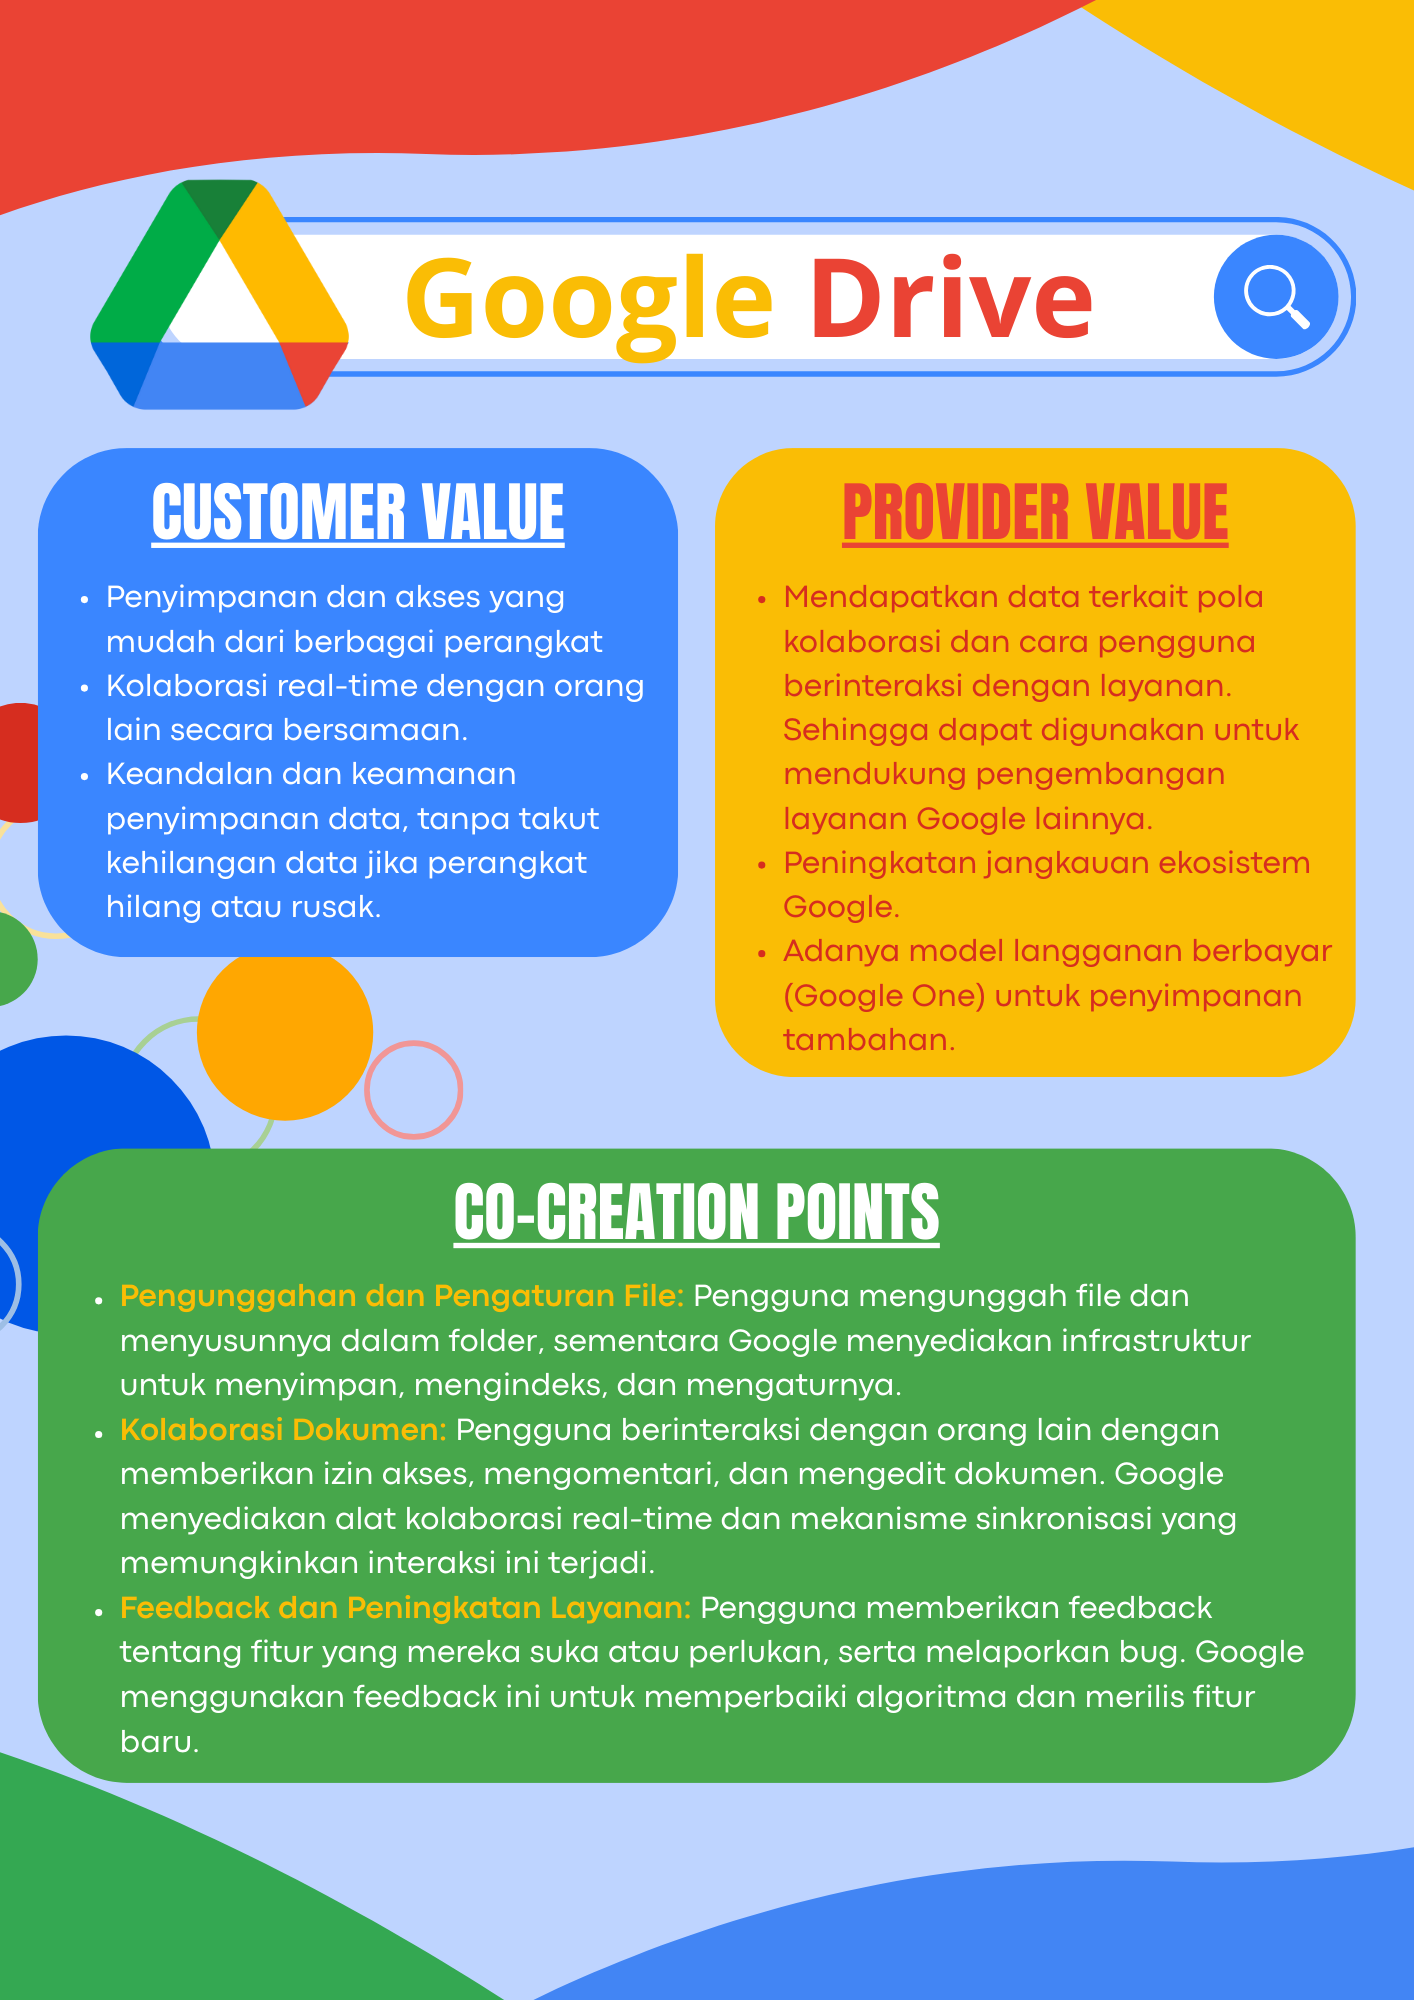 Google Drive
CUSTOMER VALUE
• Penyimpanan dan akses yang
mudah dari berbagai perangkat
• Kolaborasi real-time dengan orang
lain secara bersamaan.
• Keandalan dan keamanan
penyimpanan data, tanpa takut
kehilangan data jika perangkat
hilang atau rusak.
PROVIDER VALUE
• Mendapatkan data terkait pola
kolaborasi dan cara pengguna
berinteraksi dengan layanan.
Sehingga dapat digunakan untuk
mendukung pengembangan
layanan Google lainnya.
• Peningkatan jangkauan ekosistem
Google.
• Adanya model langganan berbayar
(Google One) untuk penyimpanan
tambahan.
CO-CREATION POINTS
• Pengunggahan dan Pengaturan File: Pengguna mengunggah file dan
menyusunnya dalam folder, sementara Google menyediakan infrastruktur
untuk menyimpan, mengindeks, dan mengaturnya.
• Kolaborasi Dokumen: Pengguna berinteraksi dengan orang lain dengan
memberikan izin akses, mengomentari, dan mengedit dokumen. Google
menyediakan alat kolaborasi real-time dan mekanisme sinkronisasi yang
memungkinkan interaksi ini terjadi.
• Feedback dan Peningkatan Layanan: Pengguna memberikan feedback
tentang fitur yang mereka suka atau perlukan, serta melaporkan bug. Google
menggunakan feedback ini untuk memperbaiki algoritma dan merilis fitur
baru.